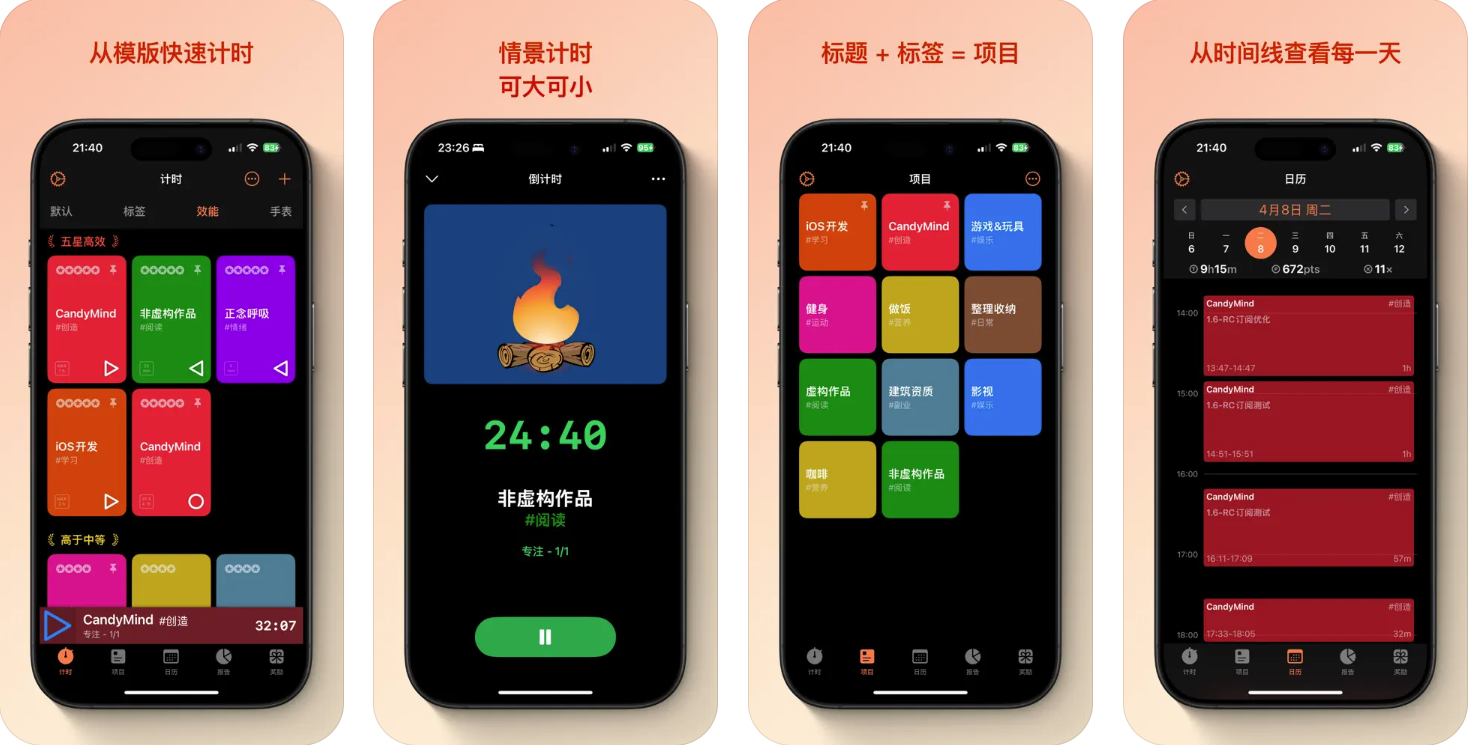 从模版快速计时
21:40
83
计时
默认 标签 效能 手表
五星高效
CandyMind
#创造
非虚构作品
#阅读
正念呼吸
#情绪
iOS开发
#学习
CandyMind
#创造
高于中等
CandyMind #创造
专注 - 1/1
32:07
计时 项目 日历 报告 奖励
情景计时
可大可小
23:26
95
倒计时
24:40
非虚构作品
#阅读
专注 - 1/1
标题 + 标签 = 项目
21:40
83
项目
iOS开发
#学习
CandyMind
#创造
游戏&玩具
#娱乐
健身
#运动
做饭
#营养
整理收纳
#日常
虚构作品
#阅读
建筑资质
#副业
影视
#娱乐
咖啡
#营养
非虚构作品
#阅读
计时 项目 日历 报告 奖励
从时间线查看每一天
21:40
83
日历
4月8日 周二
日 一 二 三 四 五 六
6 7 8 9 10 11 12
9h15m 672pts 11×
14:00
CandyMind #创造
1.6-RC订阅优化
13:47-14:47 1h
15:00
CandyMind #创造
1.6-RC订阅测试
14:51-15:51 1h
16:00
CandyMind #创造
1.6-RC订阅测试
17:00
16:11-17:09 57m
CandyMind #创造
18:00
17:33-18:05 32m
计时 项目 日历 报告 奖励